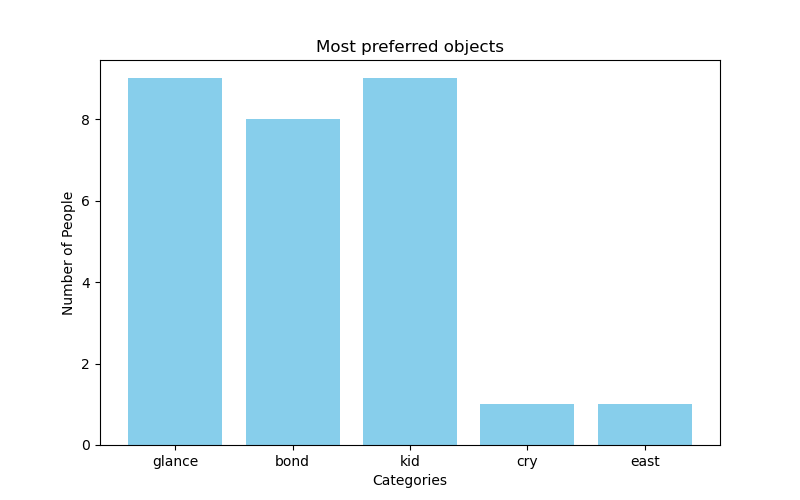 Most preferred objects
Number of People
8
6
4
2
0
glance bond kid cry east
Categories